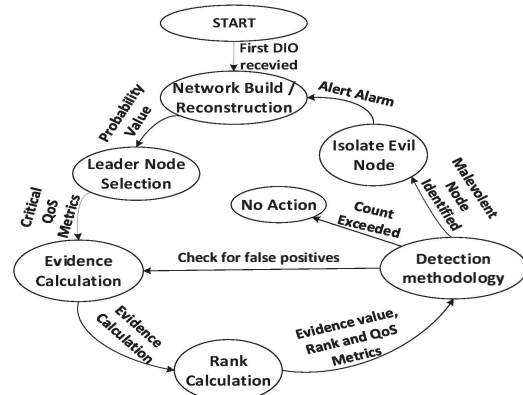 START
First DIO
recevied
Network Build /
Reconstruction
Alert Alarm
Probability
Value
Isolate Evil
Node
Leader Node
Selection
Malevolent
Node
Identified
Critical
QoS
Metrics
No Action
Count
Exceeded
Evidence
Calculation
Check for false positives
Detection
methodology
Evidence
Calculation
Evidence value,
Rank and QoS
Metrics
Rank
Calculation